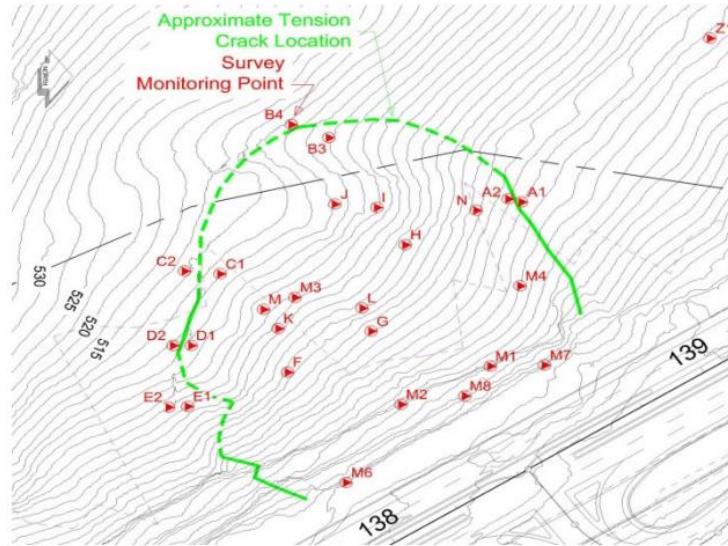 Approximate Tension
Crack Location
Survey
Monitoring Point
Z
B4
B3
J
I
N
A2
A1
H
C2
C1
M4
M
M3
L
K
G
D2
D1
F
M1
M7
E2
E1
M2
M8
M6
530
525
520
515
139
138